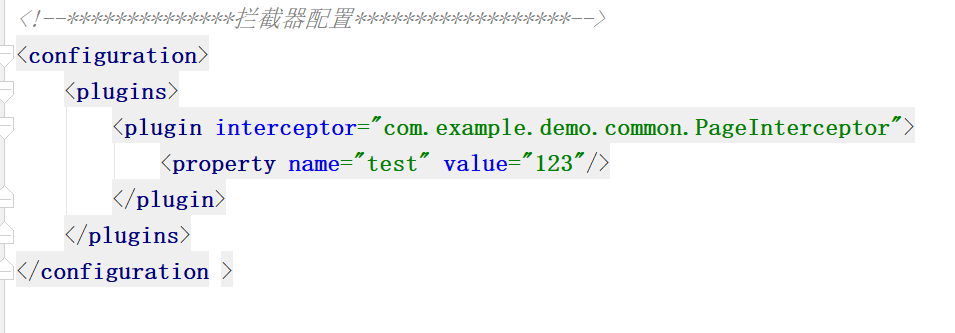 <!--**************拦截器配置******************-->
<configuration>
<plugins>
<plugin interceptor="com.example.demo.common.PageInterceptor">
<property name="test" value="123"/>
</plugin>
</plugins>
</configuration >